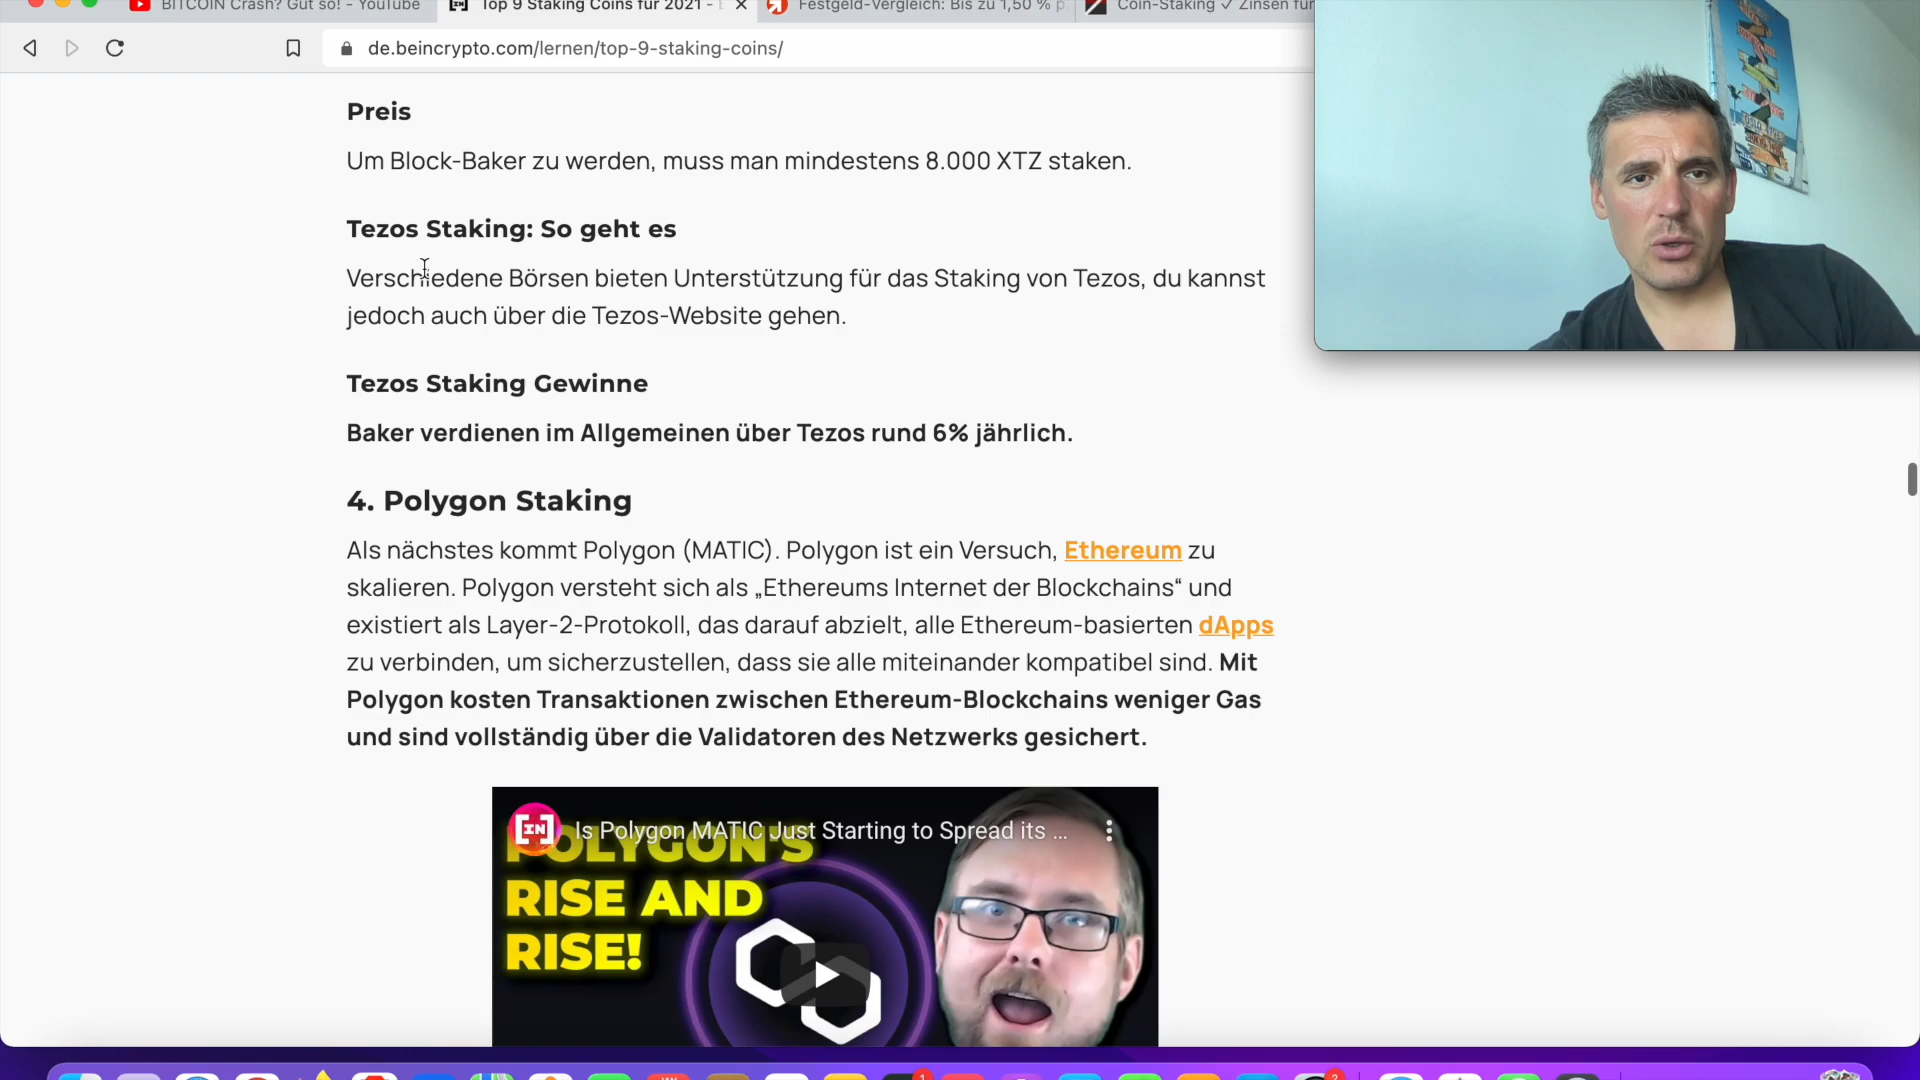 BITCOIN Crash? Gut so! - YouTube
Top 9 Staking Coins für 2021 -
Festgeld-Vergleich: Bis zu 1,50 % p.
Coin-Staking ✓ Zinsen für
de.beincrypto.com/lernen/top-9-staking-coins/
Preis
Um Block-Baker zu werden, muss man mindestens 8.000 XTZ staken.
Tezos Staking: So geht es
Verschiedene Börsen bieten Unterstützung für das Staking von Tezos, du kannst
jedoch auch über die Tezos-Website gehen.
Tezos Staking Gewinne
Baker verdienen im Allgemeinen über Tezos rund 6% jährlich.
4. Polygon Staking
Als nächstes kommt Polygon (MATIC). Polygon ist ein Versuch, Ethereum zu
skalieren. Polygon versteht sich als „Ethereums Internet der Blockchains“ und
existiert als Layer-2-Protokoll, das darauf abzielt, alle Ethereum-basierten dApps
zu verbinden, um sicherzustellen, dass sie alle miteinander kompatibel sind. Mit
Polygon kosten Transaktionen zwischen Ethereum-Blockchains weniger Gas
und sind vollständig über die Validatoren des Netzwerks gesichert.
[IN]
Is Polygon MATIC Just Starting to Spread its ...
POLYGON'S
RISE AND
RISE!